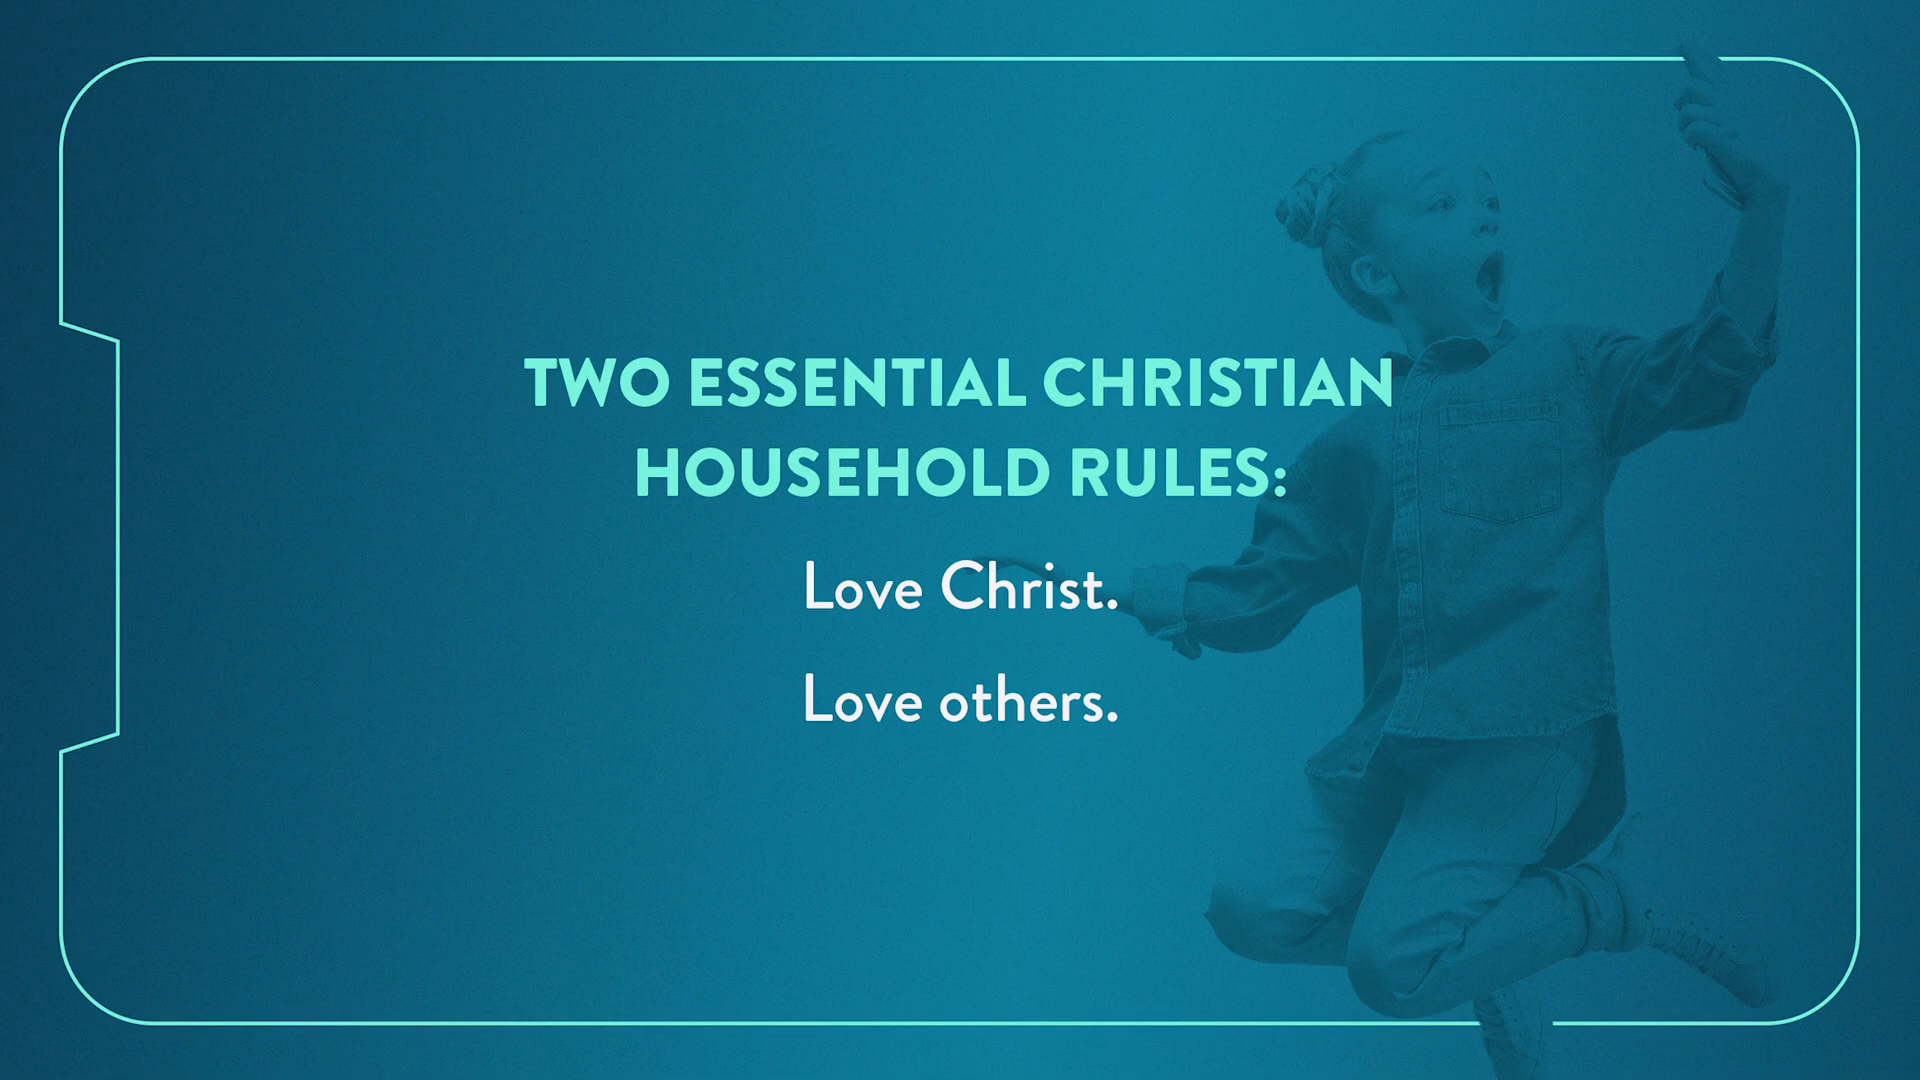 TWO ESSENTIAL CHRISTIAN
HOUSEHOLD RULES:
Love Christ.
Love others.